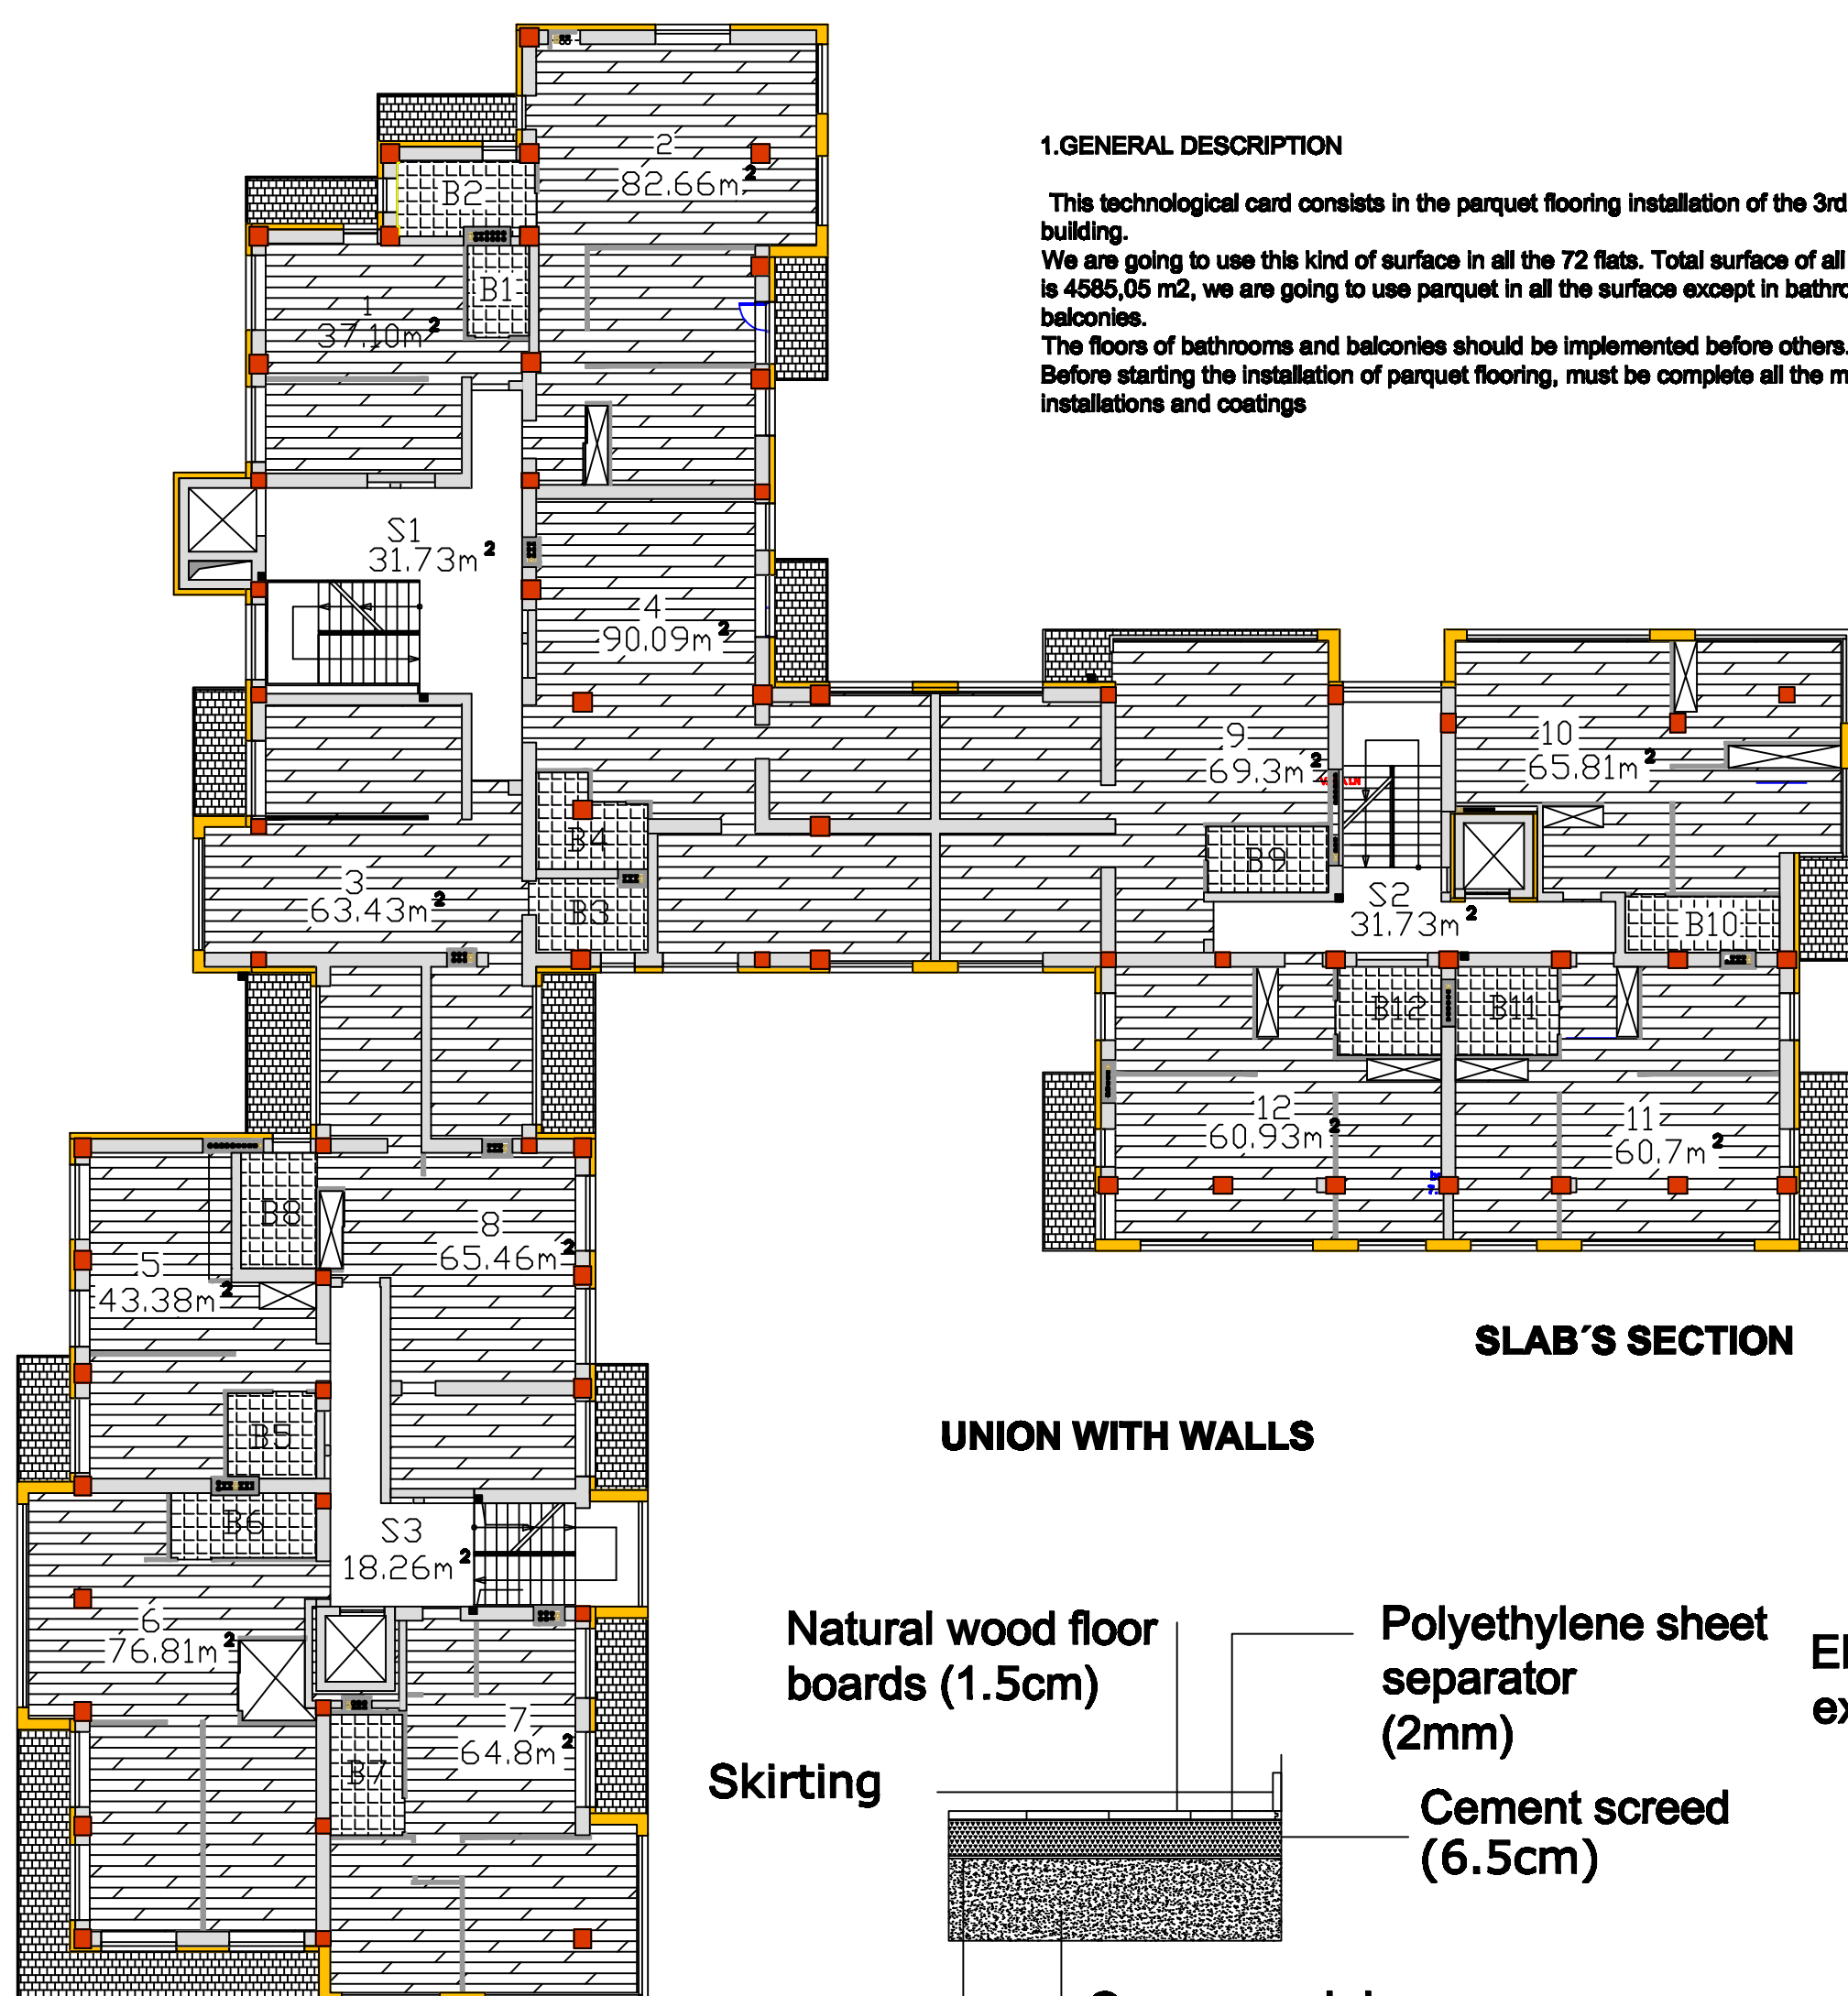 2
82.66m²
B2
B1
1
37.10m²
1.GENERAL DESCRIPTION
This technological card consists in the parquet flooring installation of the 3rd
building.
We are going to use this kind of surface in all the 72 flats. Total surface of all
is 4585,05 m2, we are going to use parquet in all the surface except in bathro
balconies.
The floors of bathrooms and balconies should be implemented before others.
Before starting the installation of parquet flooring, must be complete all the m
installations and coatings
S1
31.73m²
4
90.09m²
9
69.3m²
10
65.81m²
B4
B9
3
63.43m²
B3
S2
31.73m²
B10
B12
B11
12
60.93m²
11
60.7m²
B8
8
65.46m²
5
43.38m²
SLAB´S SECTION
UNION WITH WALLS
B5
B6
S3
18.26m²
6
76.81m²
7
64.8m²
B7
Natural wood floor
boards (1.5cm)
Polyethylene sheet
separator
(2mm)
Skirting
Cement screed
(6.5cm)